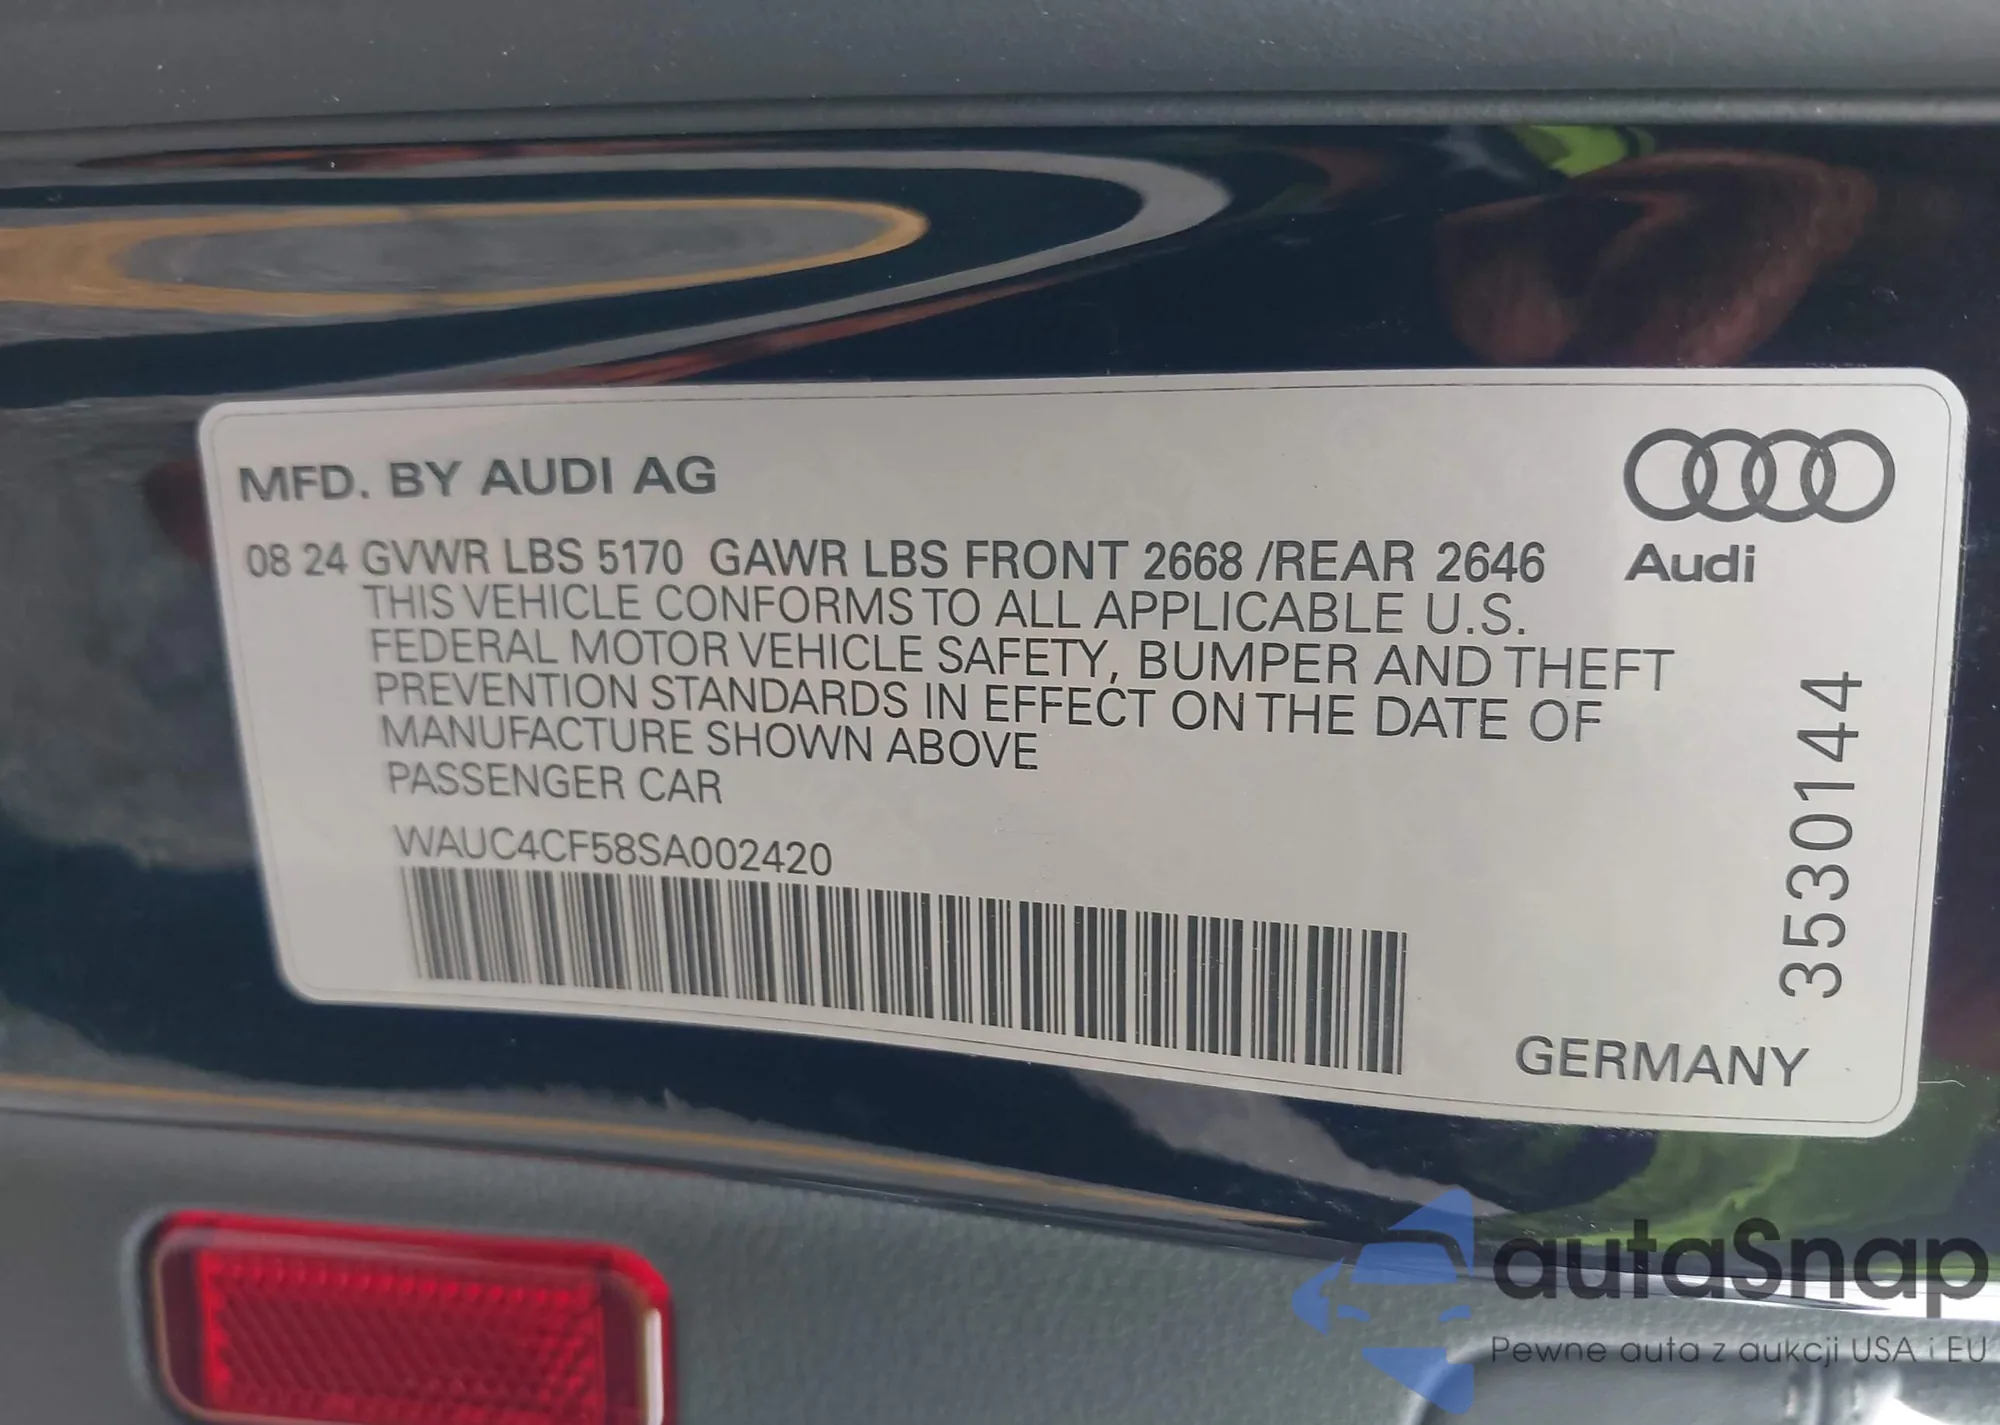 MFD. BY AUDI AG
08 24 GVWR LBS 5170 GAWR LBS FRONT 2668 /REAR 2646
THIS VEHICLE CONFORMS TO ALL APPLICABLE U.S.
FEDERAL MOTOR VEHICLE SAFETY, BUMPER AND THEFT
PREVENTION STANDARDS IN EFFECT ON THE DATE OF
MANUFACTURE SHOWN ABOVE
PASSENGER CAR
WAUC4CF58SA002420
Audi
3530144
GERMANY
autaSnap
Pewne auta z aukcji USA i EU